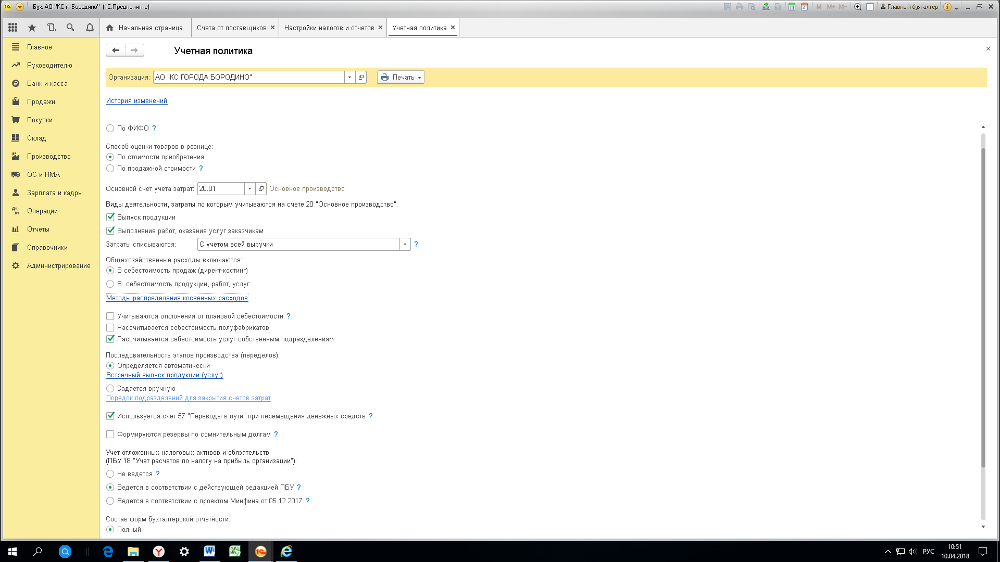 Бух. АО "КС г. Бородино" (1С:Предприятие)
M M+ M-
Главный бухгалтер
Начальная страница
Счета от поставщиков ×
Настройки налогов и отчетов ×
Учетная политика ×
Главное
Руководителю
Банк и касса
Продажи
Покупки
Склад
Производство
ОС и НМА
Зарплата и кадры
Операции
Отчеты
Справочники
Администрирование
Учетная политика
Организация: АО "КС ГОРОДА БОРОДИНО" Печать
История изменений
По ФИФО ?
Способ оценки товаров в рознице:
По стоимости приобретения
По продажной стоимости ?
Основной счет учета затрат: 20.01 Основное производство
Виды деятельности, затраты по которым учитываются на счете 20 "Основное производство":
Выпуск продукции
Выполнение работ, оказание услуг заказчикам
Затраты списываются: С учётом всей выручки ?
Общехозяйственные расходы включаются:
В себестоимость продаж (директ-костинг)
В себестоимость продукции, работ, услуг
Методы распределения косвенных расходов
Учитываются отклонения от плановой себестоимости ?
Рассчитывается себестоимость полуфабрикатов
Рассчитывается себестоимость услуг собственным подразделениям
Последовательность этапов производства (переделов):
Определяется автоматически
Встречный выпуск продукции (услуг)
Задается вручную
Порядок подразделений для закрытия счетов затрат
Используется счет 57 "Переводы в пути" при перемещения денежных средств ?
Формируются резервы по сомнительным долгам ?
Учет отложенных налоговых активов и обязательств
(ПБУ 18 "Учет расчетов по налогу на прибыль организации"):
Не ведется ?
Ведется в соответствии с действующей редакцией ПБУ ?
Ведется в соответствии с проектом Минфина от 05.12.2017 ?
Состав форм бухгалтерской отчетности:
Полный
РУС
10:51
10.04.2018